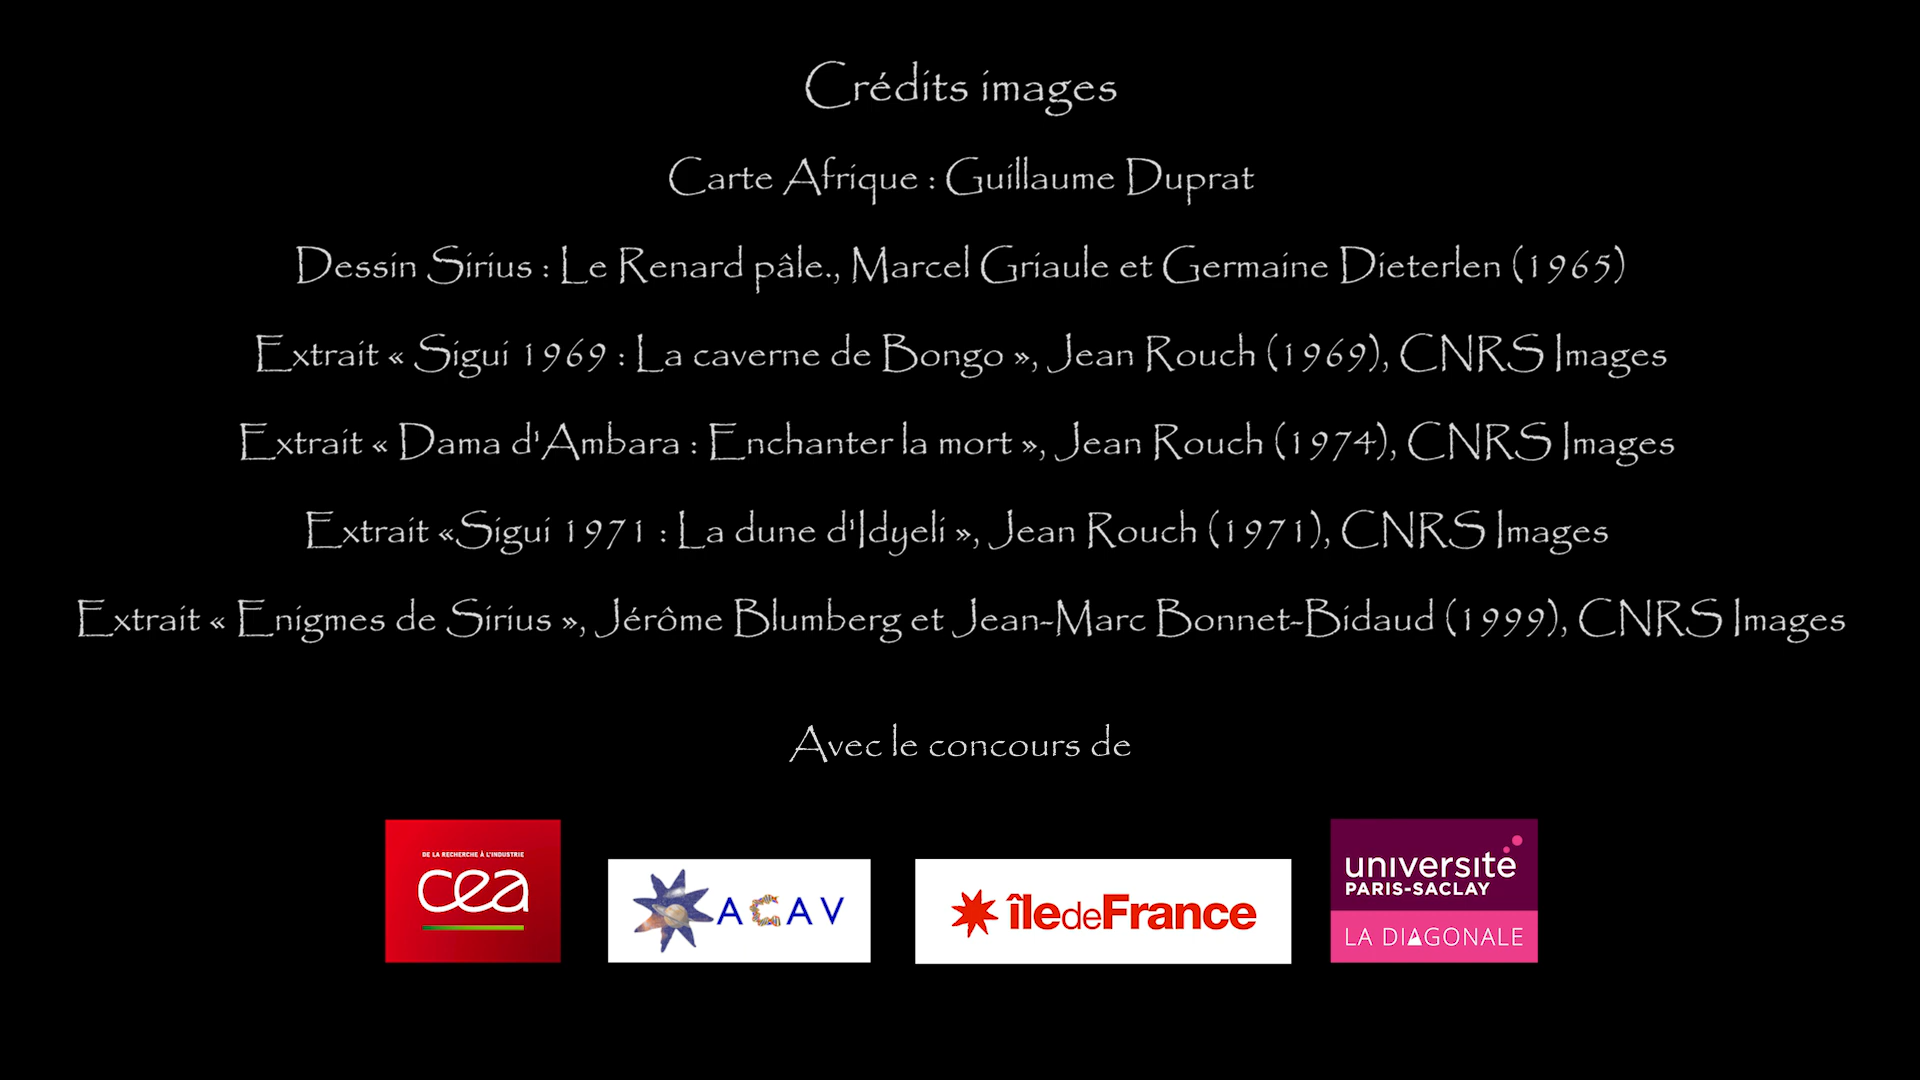 Crédits images
Carte Afrique : Guillaume Duprat
Dessin Sirius : Le Renard pâle., Marcel Griaule et Germaine Dieterlen (1965)
Extrait « Sigui 1969 : La caverne de Bongo », Jean Rouch (1969), CNRS Images
Extrait « Dama d'Ambara : Enchanter la mort », Jean Rouch (1974), CNRS Images
Extrait «Sigui 1971 : La dune d'Idyeli », Jean Rouch (1971), CNRS Images
Extrait « Enigmes de Sirius », Jérôme Blumberg et Jean-Marc Bonnet-Bidaud (1999), CNRS Images
Avec le concours de
DE LA RECHERCHE À L'INDUSTRIE
cea
ACAV
îledeFrance
université
PARIS-SACLAY
LA DIAGONALE